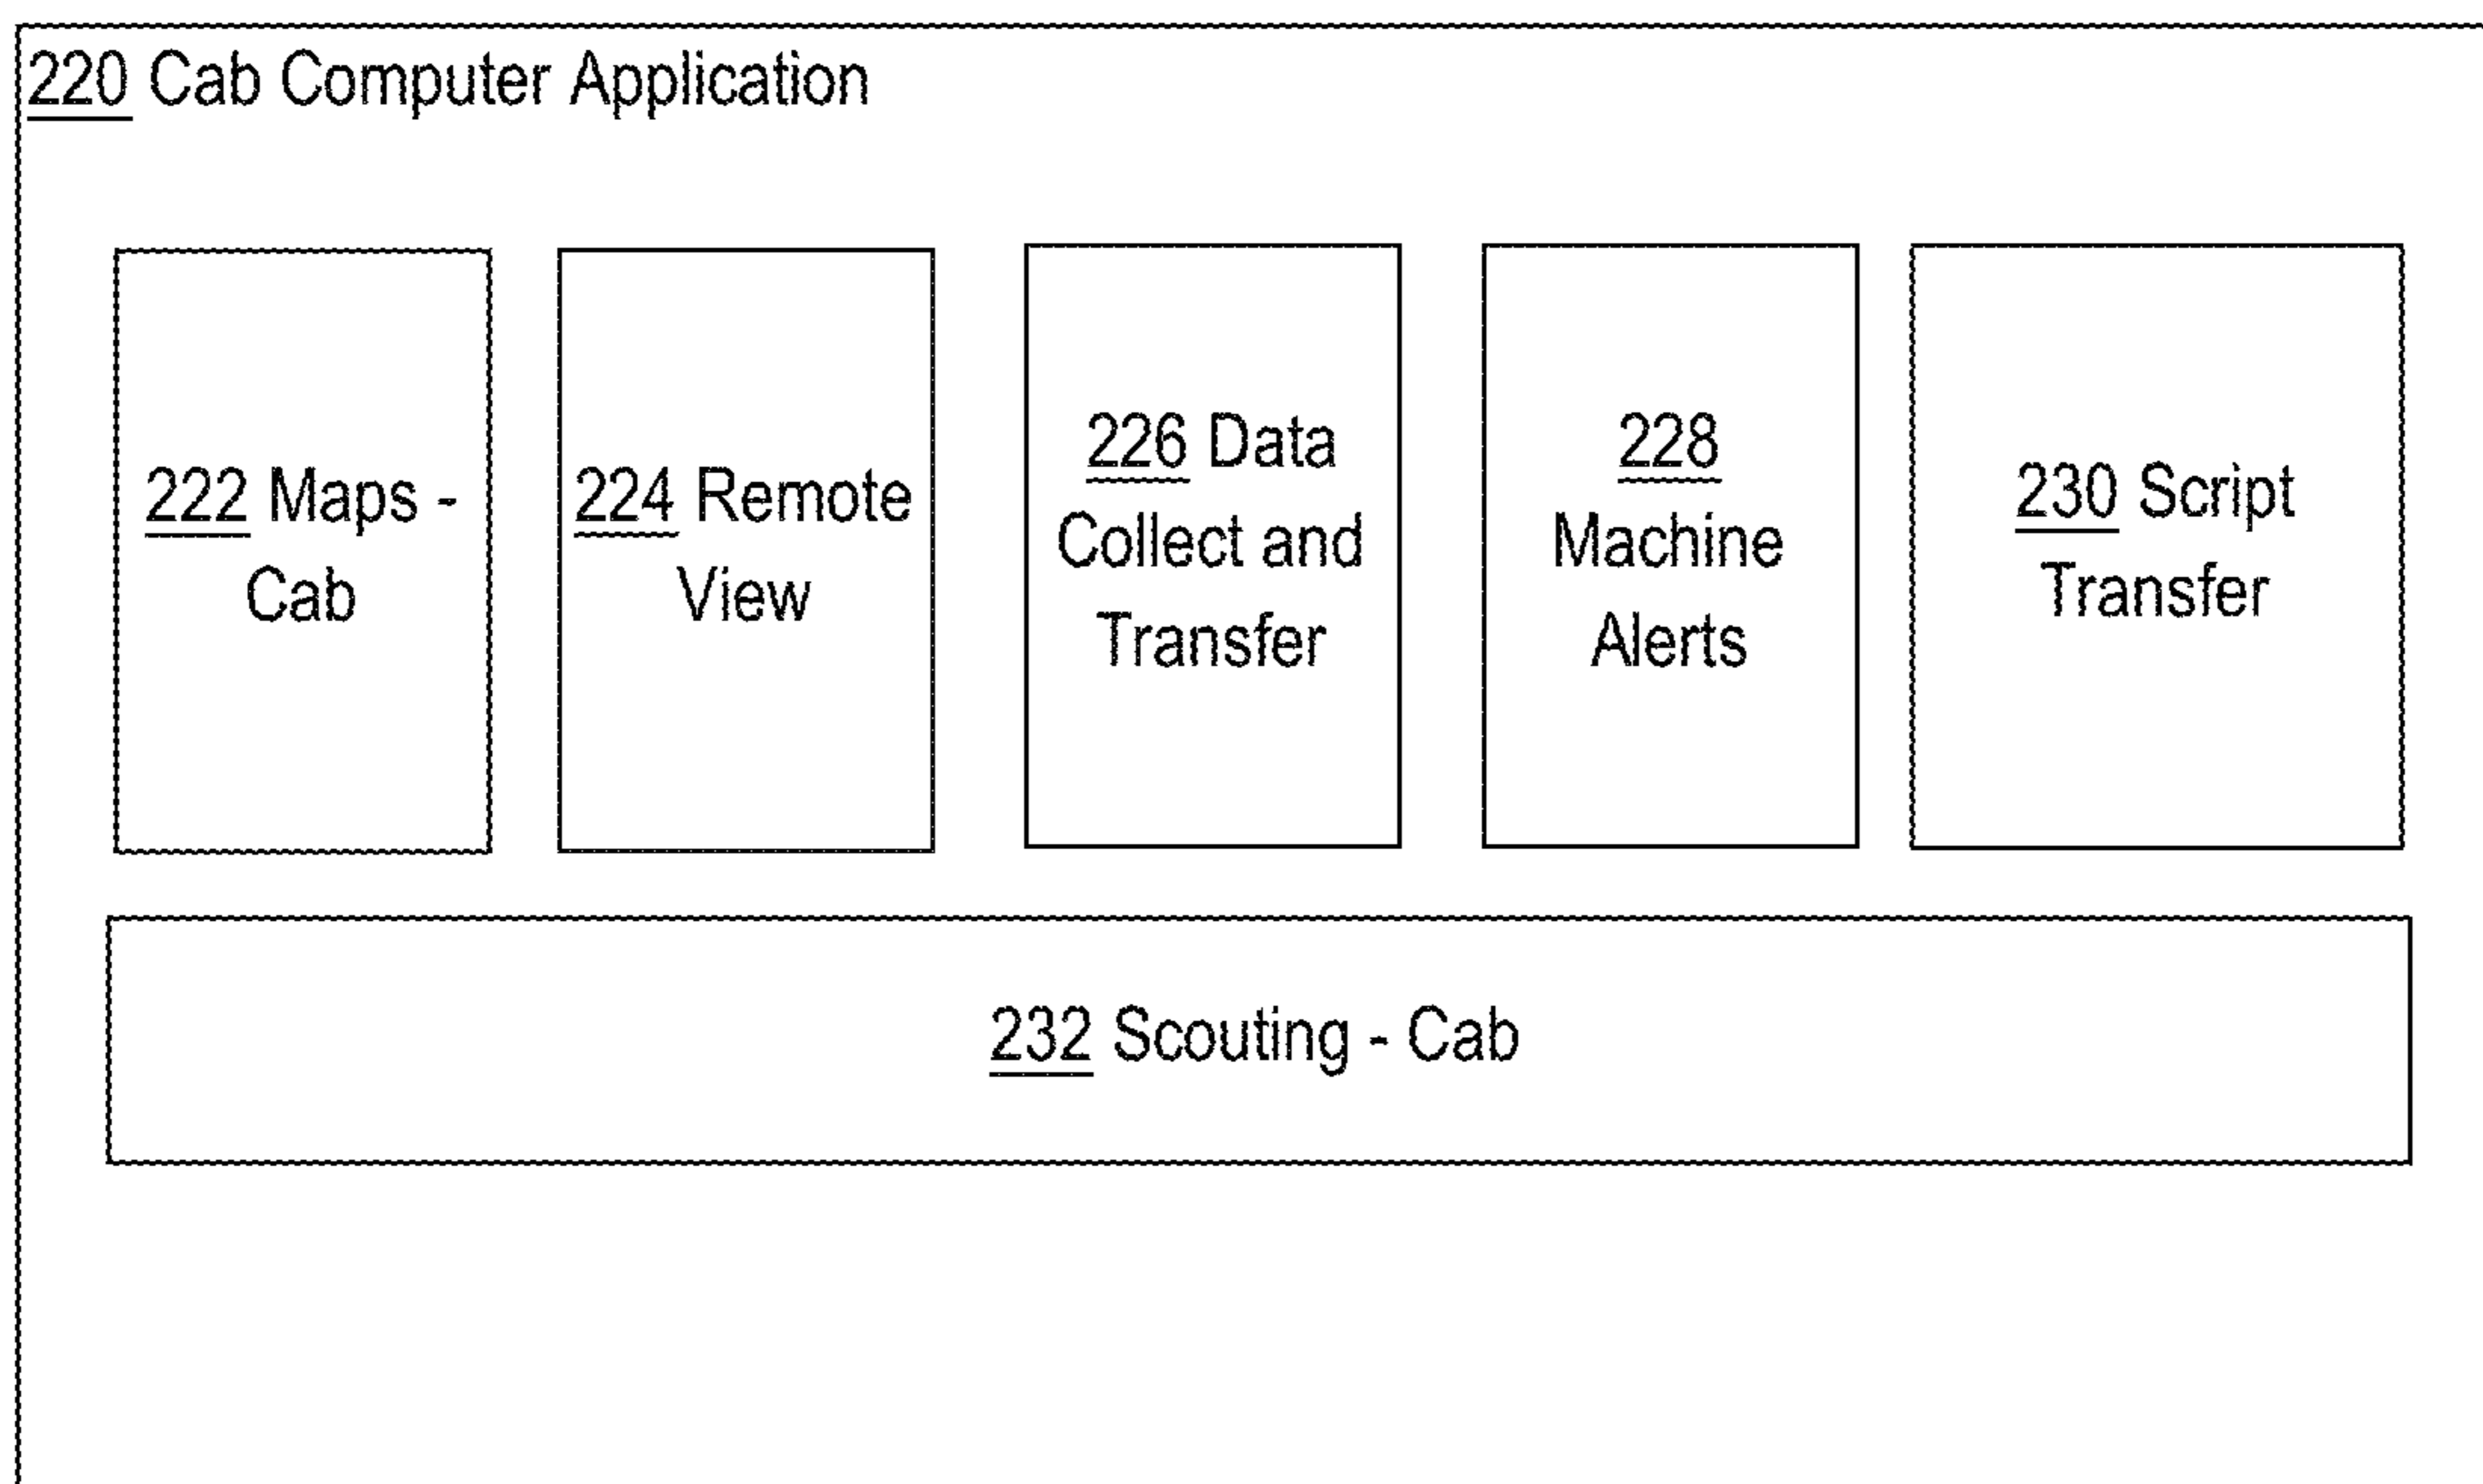 220 Cab Computer Application
222 Maps -
Cab
224 Remote
View
226 Data
Collect and
Transfer
228
Machine
Alerts
230 Script
Transfer
232 Scouting - Cab